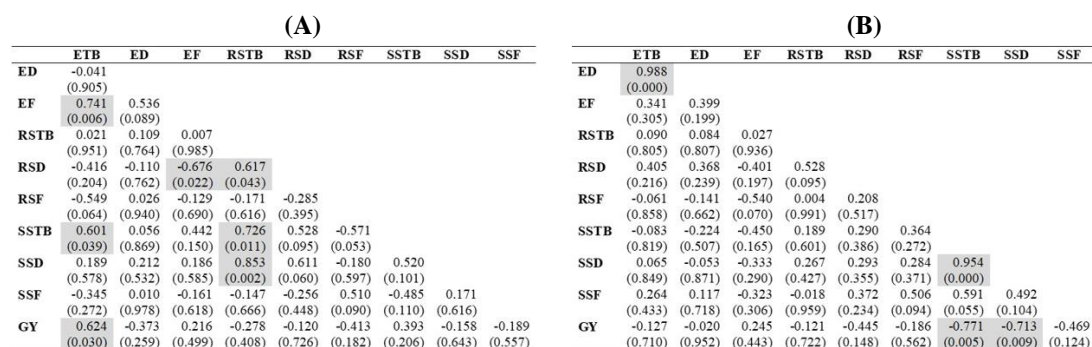 (A)
ETB ED EF RSTB RSD RSF SSTB SSD SSF
ED -0.041
(0.905)
EF 0.741 0.536
(0.006) (0.089)
RSTB 0.021 0.109 0.007
(0.951) (0.764) (0.985)
RSD -0.416 -0.110 -0.676 0.617
(0.204) (0.762) (0.022) (0.043)
RSF -0.549 0.026 -0.129 -0.171 -0.285
(0.064) (0.940) (0.690) (0.616) (0.395)
SSTB 0.601 0.056 0.442 0.726 0.528 -0.571
(0.039) (0.869) (0.150) (0.011) (0.095) (0.053)
SSD 0.189 0.212 0.186 0.853 0.611 -0.180 0.520
(0.578) (0.532) (0.585) (0.002) (0.060) (0.597) (0.101)
SSF -0.345 0.010 -0.161 -0.147 -0.256 0.510 -0.485 0.171
(0.272) (0.978) (0.618) (0.666) (0.448) (0.090) (0.110) (0.616)
GY 0.624 -0.373 0.216 -0.278 -0.120 -0.413 0.393 -0.158 -0.189
(0.030) (0.259) (0.499) (0.408) (0.726) (0.182) (0.206) (0.643) (0.557)
(B)
ETB ED EF RSTB RSD RSF SSTB SSD SSF
ED 0.988
(0.000)
EF 0.341 0.399
(0.305) (0.199)
RSTB 0.090 0.084 0.027
(0.805) (0.807) (0.936)
RSD 0.405 0.368 -0.401 0.528
(0.216) (0.239) (0.197) (0.095)
RSF -0.061 -0.141 -0.540 0.004 0.208
(0.858) (0.662) (0.070) (0.991) (0.517)
SSTB -0.083 -0.224 -0.450 0.189 0.290 0.364
(0.819) (0.507) (0.165) (0.601) (0.386) (0.272)
SSD 0.065 -0.053 -0.333 0.267 0.293 0.284 0.954
(0.849) (0.871) (0.290) (0.427) (0.355) (0.371) (0.000)
SSF 0.264 0.117 -0.323 -0.018 0.372 0.506 0.591 0.492
(0.433) (0.718) (0.306) (0.959) (0.234) (0.094) (0.055) (0.104)
GY -0.127 -0.020 0.245 -0.121 -0.445 -0.186 -0.771 -0.713 -0.469
(0.710) (0.952) (0.443) (0.722) (0.148) (0.562) (0.005) (0.009) (0.124)